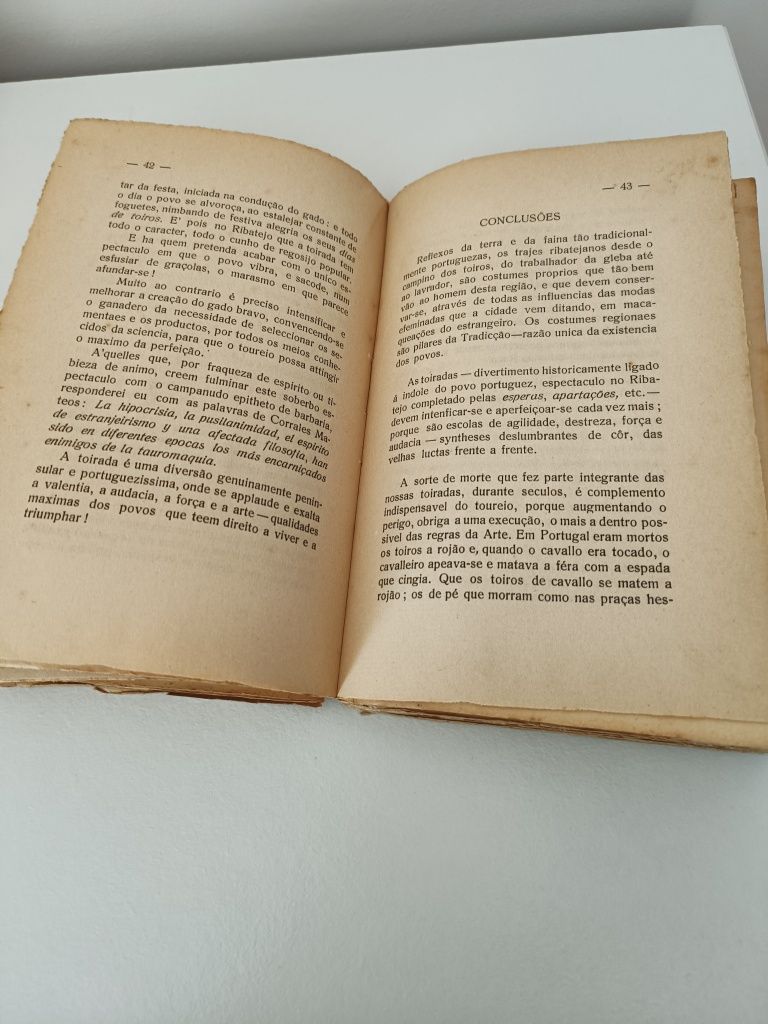 — 42 —
tar da festa, iniciada na condução do gado: e todo
o dia o povo se alvoroça, ao estalejar constante de
foguetes, nimbando de festiva alegria os seus dias
de toiros. E' pois no Ribatejo que a toirada tem
todo o caracter, todo o cunho de regosijo popular.
E ha quem pretenda acabar com o unico es-
pectaculo em que o povo vibra, e sacode, num
esfusiar de graçolas, o marasmo em que parece
afundar-se!
Muito ao contrario é preciso intensificar e
melhorar a creação do gado bravo, convencendo-se
o ganadero da necessidade de seleccionar os se-
mentaes e os productos, por todos os meios conhe-
cidos da sciencia, para que o toureio possa attingir
o maximo da perfeição.
A'quelles que, por fraqueza de espirito ou ti-
bieza de animo, creem fulminar este soberbo es-
pectaculo com o campanudo epitheto de barbaria,
responderei eu com as palavras de Corrales Ma-
teos: La hipocrisia, la pusilanimidad, el espirito
de estranjeirismo y una afectada filosofia, han
sido en diferentes epocas los más encarniçados
enimigos de la tauromaquia.
A toirada é uma diversão genuinamente penin-
sular e portuguezissima, onde se applaude e exalta
a valentia, a audacia, a força e a arte — qualidades
maximas dos povos que teem direito a viver e a
triumphar!
— 43 —
CONCLUSÕES
Reflexos da terra e da faina tão tradicional-
mente portuguezas, os trajes ribatejanos desde o
campino dos toiros, do trabalhador da gleba até
ao lavrador, são costumes proprios que tão bem
vão ao homem desta região, e que devem conser-
var-se, através de todas as influencias das modas
efeminadas que a cidade vem ditando, em maca-
queações do estrangeiro. Os costumes regionaes
são pilares da Tradicção—razão unica da existencia
dos povos.
As toiradas — divertimento historicamente ligado
á indole do povo portuguez, espectaculo no Riba-
tejo completado pelas esperas, apartações, etc.—
devem intenficar-se e aperfeiçoar-se cada vez mais;
porque são escolas de agilidade, destreza, força e
audacia — syntheses deslumbrantes de côr, das
velhas luctas frente a frente.
A sorte de morte que fez parte integrante das
nossas toiradas, durante seculos, é complemento
indispensavel do toureio, porque augmentando o
perigo, obriga a uma execução, o mais a dentro pos-
sivel das regras da Arte. Em Portugal eram mortos
os toiros a rojão e, quando o cavallo era tocado, o
cavalleiro apeava-se e matava a féra com a espada
que cingia. Que os toiros de cavallo se matem a
rojão; os de pé que morram como nas praças hes-